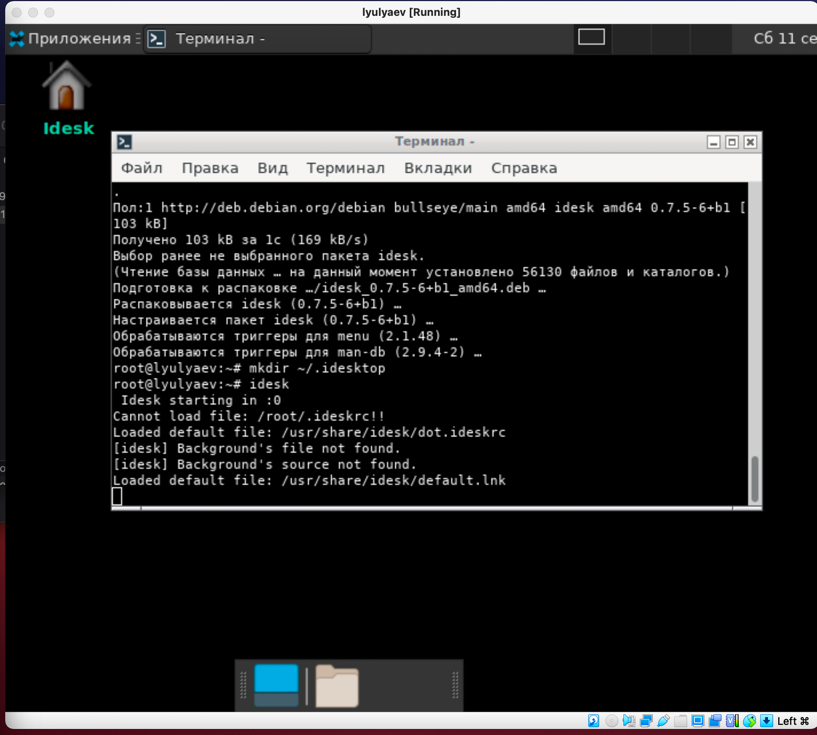 lyulyaev [Running]
Приложения
Терминал -
Сб 11 се
Idesk
Терминал -
Файл Правка Вид Терминал Вкладки Справка
.
Пол:1 http://deb.debian.org/debian bullseye/main amd64 idesk amd64 0.7.5-6+b1 [
103 kB]
Получено 103 kB за 1с (169 kB/s)
Выбор ранее не выбранного пакета idesk.
(Чтение базы данных … на данный момент установлено 56130 файлов и каталогов.)
Подготовка к распаковке …/idesk_0.7.5-6+b1_amd64.deb …
Распаковывается idesk (0.7.5-6+b1) …
Настраивается пакет idesk (0.7.5-6+b1) …
Обрабатываются триггеры для menu (2.1.48) …
Обрабатываются триггеры для man-db (2.9.4-2) …
root@lyulyaev:~# mkdir ~/.idesktop
root@lyulyaev:~# idesk
Idesk starting in :0
Cannot load file: /root/.ideskrc!!
Loaded default file: /usr/share/idesk/dot.ideskrc
[idesk] Background's file not found.
[idesk] Background's source not found.
Loaded default file: /usr/share/idesk/default.lnk
Left ⌘